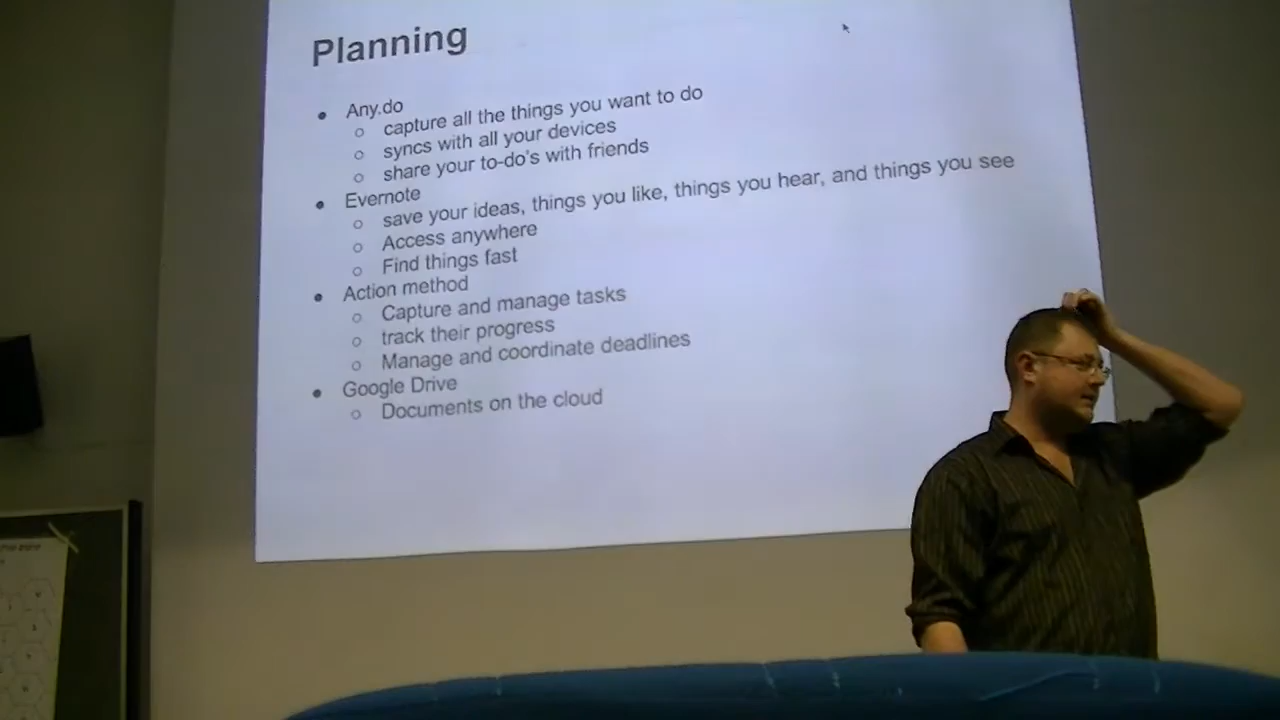 Planning
Any.do
capture all the things you want to do
syncs with all your devices
share your to-do's with friends
Evernote
save your ideas, things you like, things you hear, and things you see
Access anywhere
Find things fast
Action method
Capture and manage tasks
track their progress
Manage and coordinate deadlines
Google Drive
Documents on the cloud